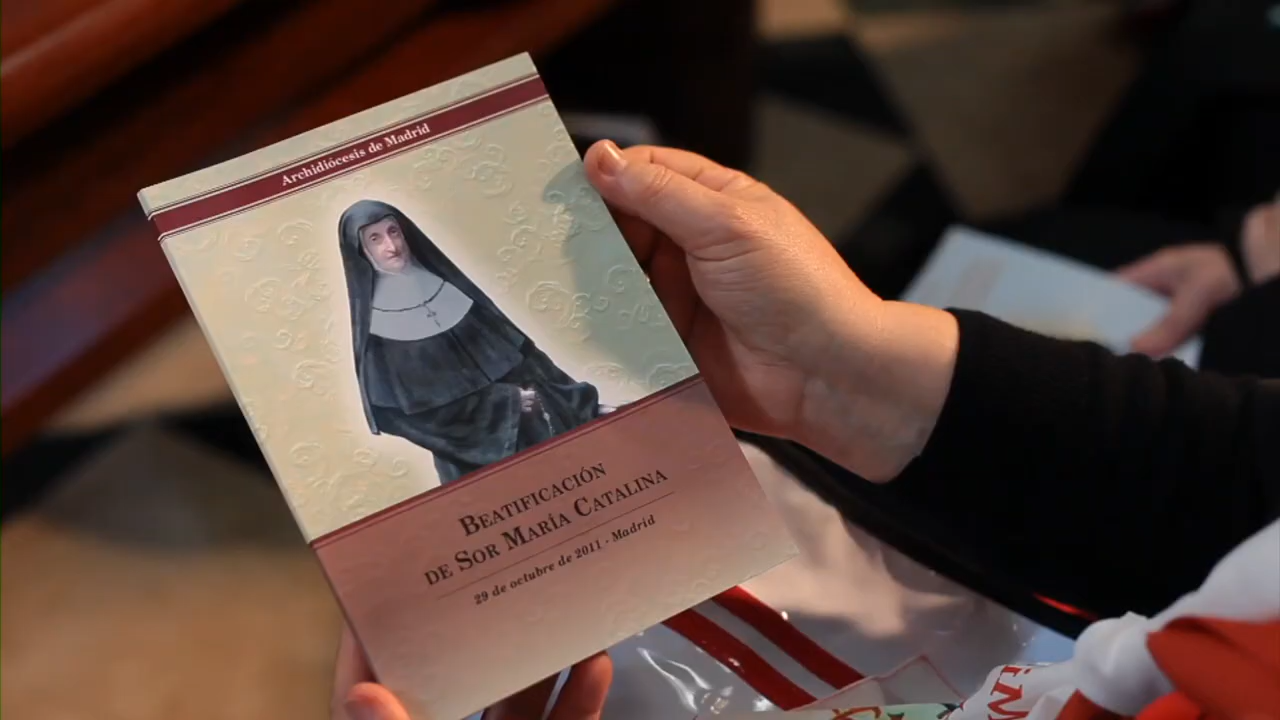 Archidiócesis de Madrid
BEATIFICACIÓN
DE SOR MARÍA CATALINA
29 de octubre de 2011 - Madrid